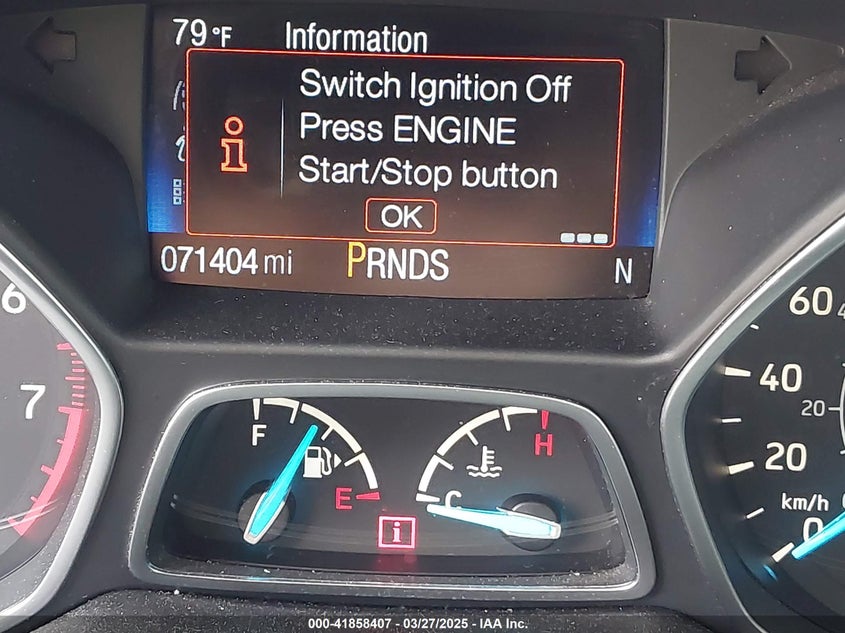 79°F Information
Switch Ignition Off
Press ENGINE
Start/Stop button
OK
071404 mi PRNDS N
6
7
F
E
i
C
H
60
40
20
20
km/h
0
000-41858407 - 03/27/2025 - IAA Inc.